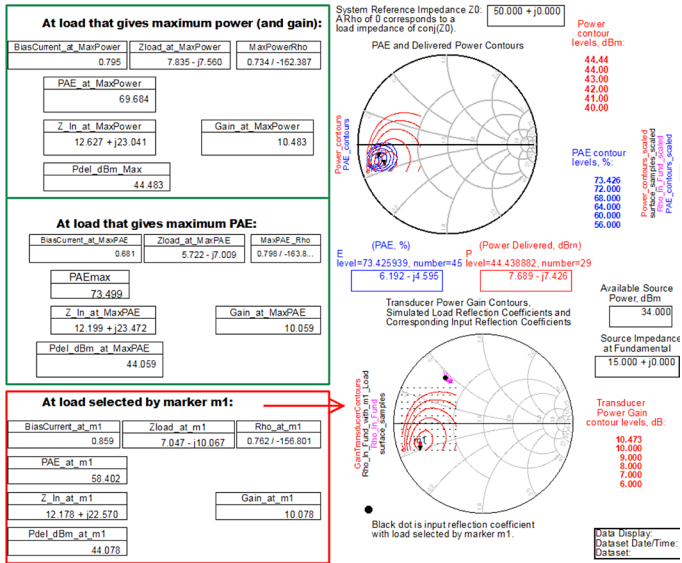 At load that gives maximum power (and gain):
BiasCurrent_at_MaxPower
0.795
Zload_at_MaxPower
7.835 - j7.560
MaxPowerRho
0.734 / -162.387
PAE_at_MaxPower
69.684
Z_In_at_MaxPower
12.627 + j23.041
Gain_at_MaxPower
10.483
Pdel_dBm_Max
44.483
At load that gives maximum PAE:
BiasCurrent_at_MaxPAE
0.681
Zload_at_MaxPAE
5.722 - j7.009
MaxPAE_Rho
0.798 / -163.8...
PAEmax
73.499
Z_In_at_MaxPAE
12.199 + j23.472
Gain_at_MaxPAE
10.059
Pdel_dBm_at_MaxPAE
44.059
At load selected by marker m1:
BiasCurrent_at_m1
0.859
Zload_at_m1
7.047 - j10.067
Rho_at_m1
0.762 / -156.801
PAE_at_m1
58.402
Z_In_at_m1
12.178 + j22.570
Gain_at_m1
10.078
Pdel_dBm_at_m1
44.078
System Reference Impedance Z0:
A Rho of 0 corresponds to a
load impedance of conj(Z0).
50.000 + j0.000
PAE and Delivered Power Contours
Power_contours
PAE_contours
Power
contour
levels, dBm:
44.44
44.00
43.00
42.00
41.00
40.00
PAE contour
levels, %:
73.426
72.000
68.000
64.000
60.000
56.000
Power_contours_scaled
surface_samples_scaled
Rho_In_Fund_scaled
PAE_contours_scaled
(PAE, %)
E
level=73.425939, number=45
6.192 - j4.595
(Power Delivered, dBm)
P
level=44.438882, number=29
7.689 - j7.426
Transducer Power Gain Contours,
Simulated Load Reflection Coefficients and
Corresponding Input Reflection Coefficients
GainTransducerContours
Rho_In_Fund_with_m1_Load
Rho_In_Fund
surface_samples
m1
Available Source
Power, dBm
34.000
Source Impedance
at Fundamental
15.000 + j0.000
Transducer
Power Gain
contour levels, dB:
10.473
10.000
9.000
8.000
7.000
6.000
Black dot is input reflection coefficient
with load selected by marker m1.
Data Display:
Dataset Date/Time:
Dataset: